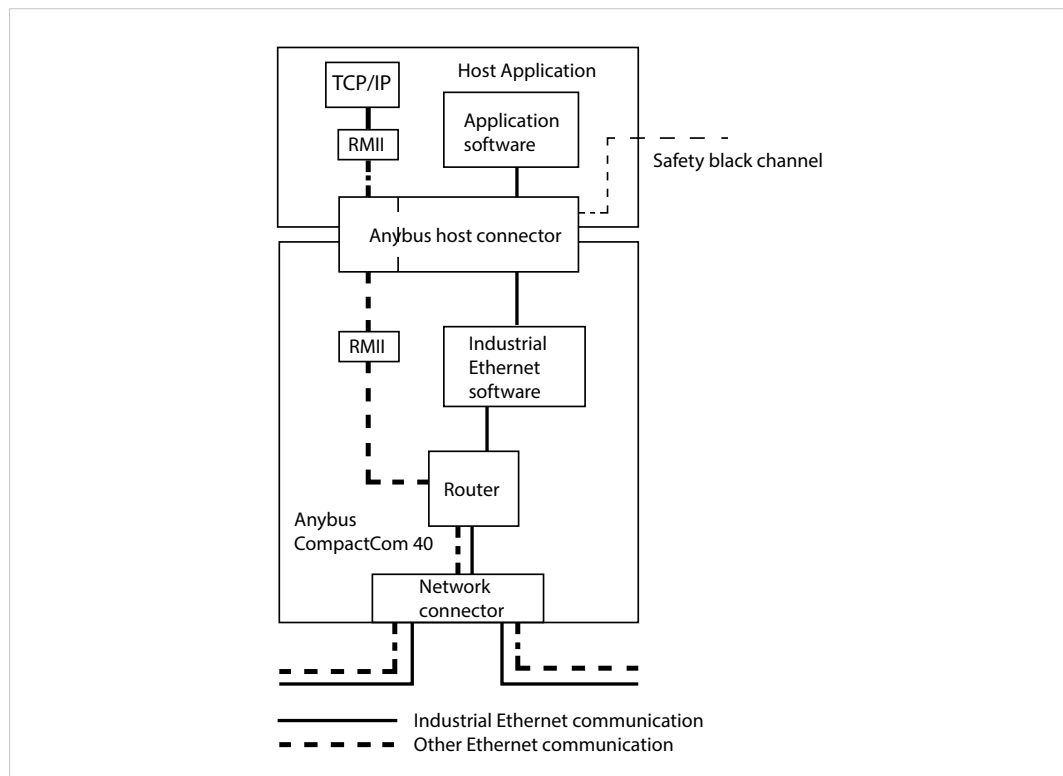 Host Application
TCP/IP
RMII
Application
software
Safety black channel
Anybus host connector
RMII
Industrial
Ethernet
software
Router
Anybus
CompactCom 40
Network
connector
Industrial Ethernet communication
Other Ethernet communication